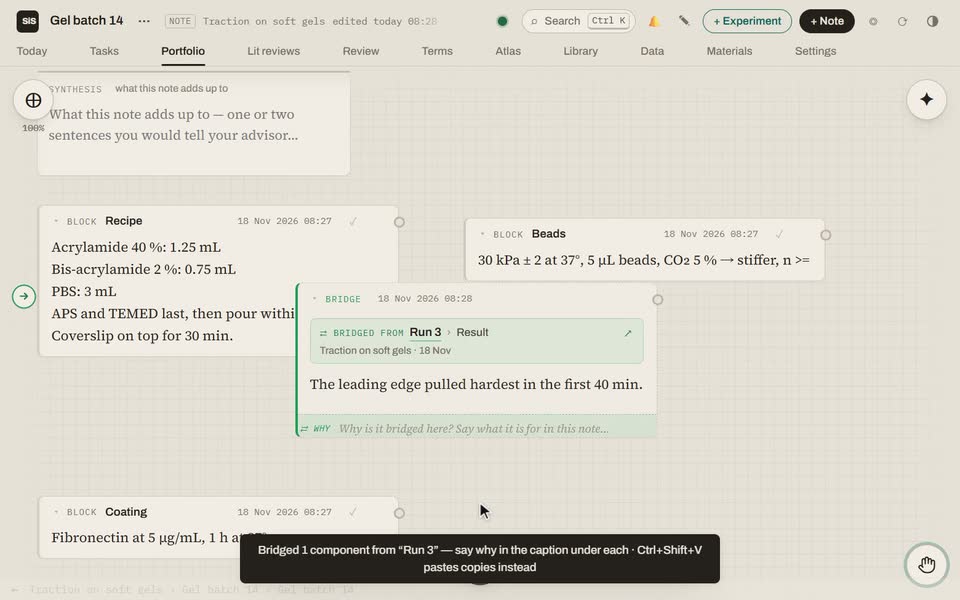 SiS Gel batch 14 ··· NOTE Traction on soft gels edited today 08:28 Search Ctrl K + Experiment + Note
Today Tasks Portfolio Lit reviews Review Terms Atlas Library Data Materials Settings
SYNTHESIS what this note adds up to
100%
What this note adds up to — one or two
sentences you would tell your advisor...
BLOCK Recipe 18 Nov 2026 08:27 ✓
Acrylamide 40 %: 1.25 mL
Bis-acrylamide 2 %: 0.75 mL
PBS: 3 mL
APS and TEMED last, then pour withi
Coverslip on top for 30 min.
BLOCK Beads 18 Nov 2026 08:27 ✓
30 kPa ± 2 at 37°, 5 µL beads, CO₂ 5 % → stiffer, n >=
BRIDGE 18 Nov 2026 08:28
⇄ BRIDGED FROM Run 3 › Result ↗
Traction on soft gels · 18 Nov
The leading edge pulled hardest in the first 40 min.
⇄ WHY Why is it bridged here? Say what it is for in this note...
BLOCK Coating 18 Nov 2026 08:27 ✓
Fibronectin at 5 µg/mL, 1 h at
Bridged 1 component from “Run 3” — say why in the caption under each · Ctrl+Shift+V
pastes copies instead
← Traction on soft gels › Gel batch 14 › Gel batch 14